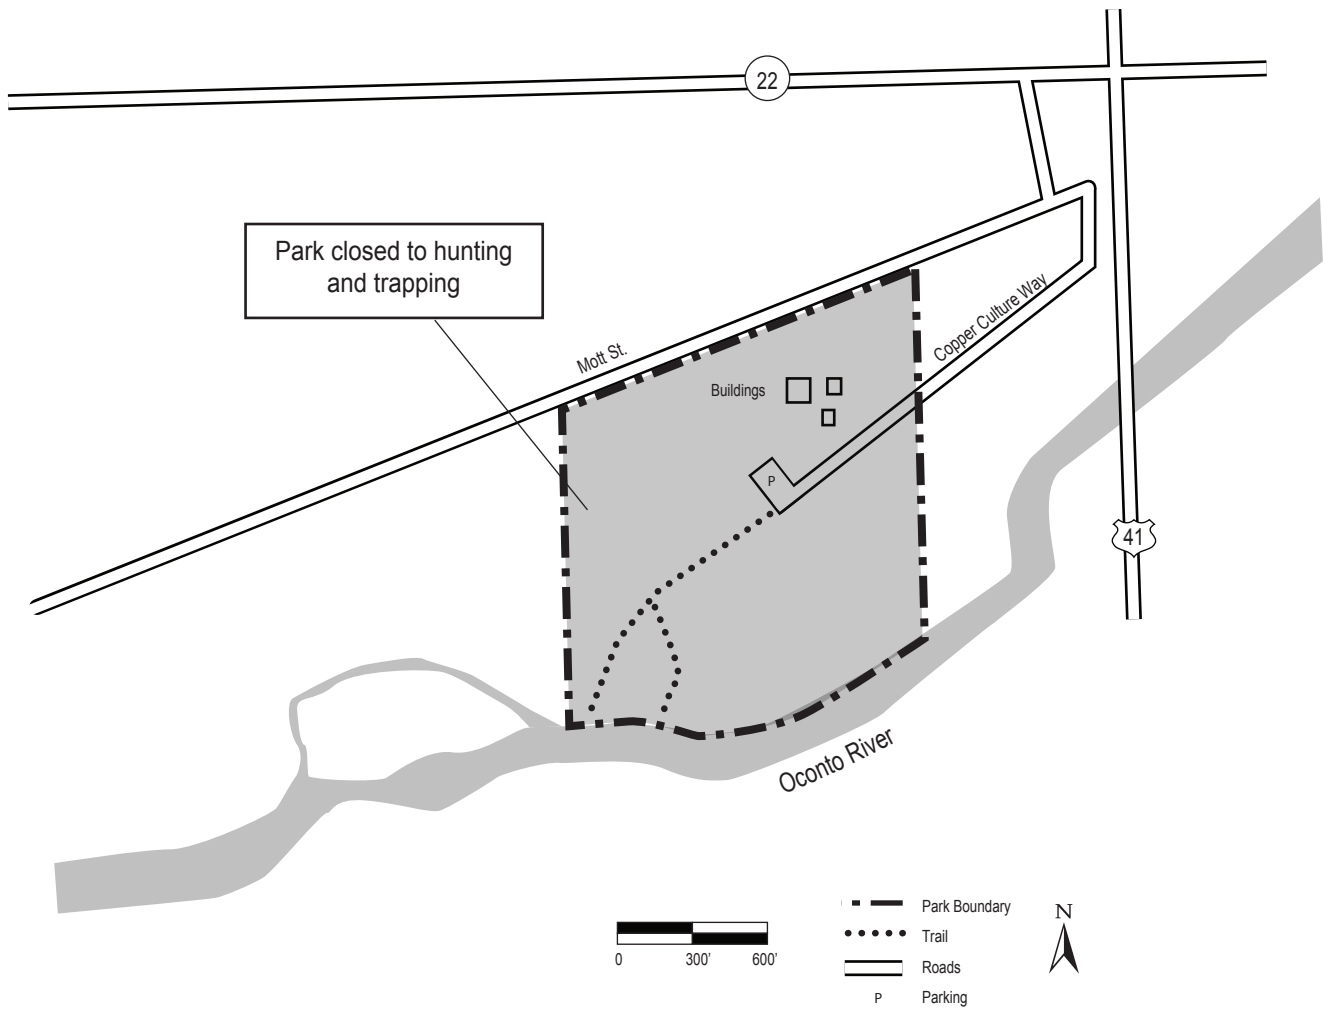 22
Park closed to hunting
and trapping
Mott St.
Copper Culture Way
Buildings
P
41
Oconto River
Park Boundary
Trail
Roads
P Parking
N
0 300' 600'